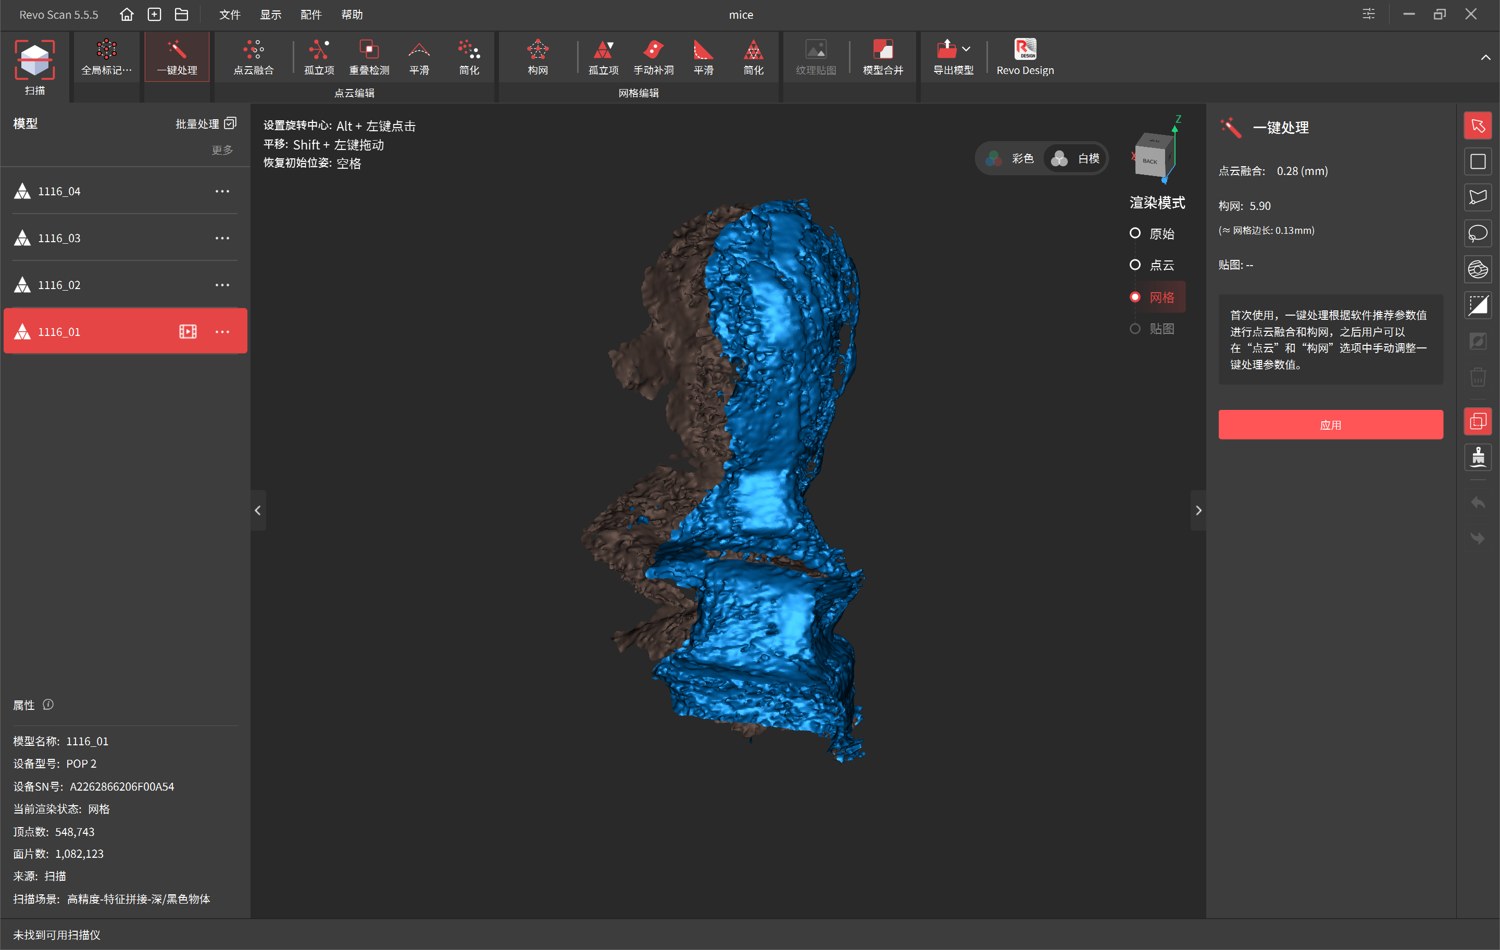 Revo Scan 5.5.5
文件
显示
配件
帮助
mice
扫描
全局标记···
一键处理
点云融合
孤立项
重叠检测
平滑
简化
点云编辑
构网
孤立项
手动补洞
平滑
简化
网格编辑
纹理贴图
模型合并
导出模型
Revo Design
模型
批量处理
更多
1116_04
1116_03
1116_02
1116_01
设置旋转中心: Alt + 左键点击
平移: Shift + 左键拖动
恢复初始位姿: 空格
彩色
白模
Z
X
BACK
渲染模式
原始
点云
网格
贴图
一键处理
点云融合: 0.28 (mm)
构网: 5.90
(≈ 网格边长: 0.13mm)
贴图: --
首次使用，一键处理根据软件推荐参数值
进行点云融合和构网，之后用户可以
在“点云”和“构网”选项中手动调整一
键处理参数值。
应用
属性
模型名称: 1116_01
设备型号: POP 2
设备SN号: A2262866206F00A54
当前渲染状态: 网格
顶点数: 548,743
面片数: 1,082,123
来源: 扫描
扫描场景: 高精度-特征拼接-深/黑色物体
未找到可用扫描仪